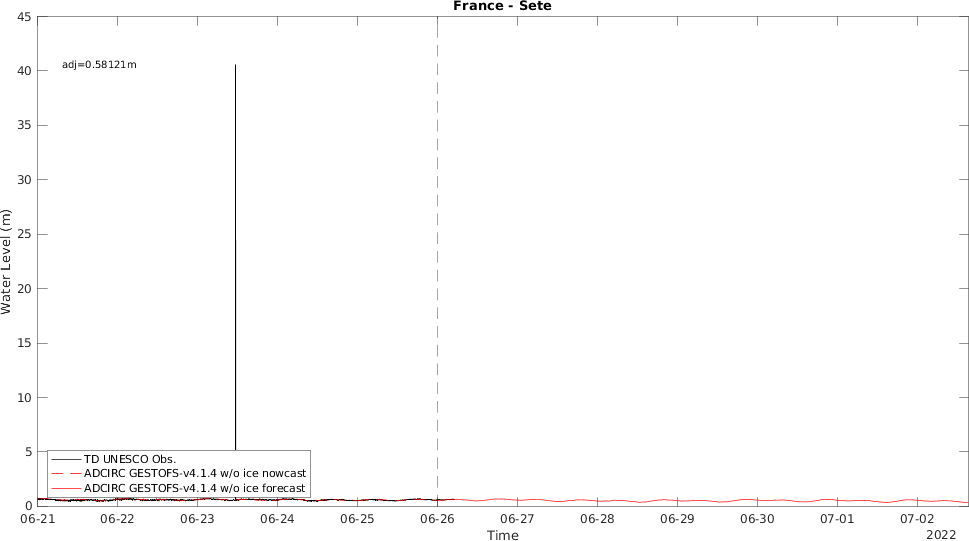 France - Sete
45
40
35
30
25
20
15
10
5
0
Water Level (m)
adj=0.58121m
TD UNESCO Obs.
ADCIRC GESTOFS-v4.1.4 w/o ice nowcast
ADCIRC GESTOFS-v4.1.4 w/o ice forecast
06-21 06-22 06-23 06-24 06-25 06-26 06-27 06-28 06-29 06-30 07-01 07-02
2022
Time